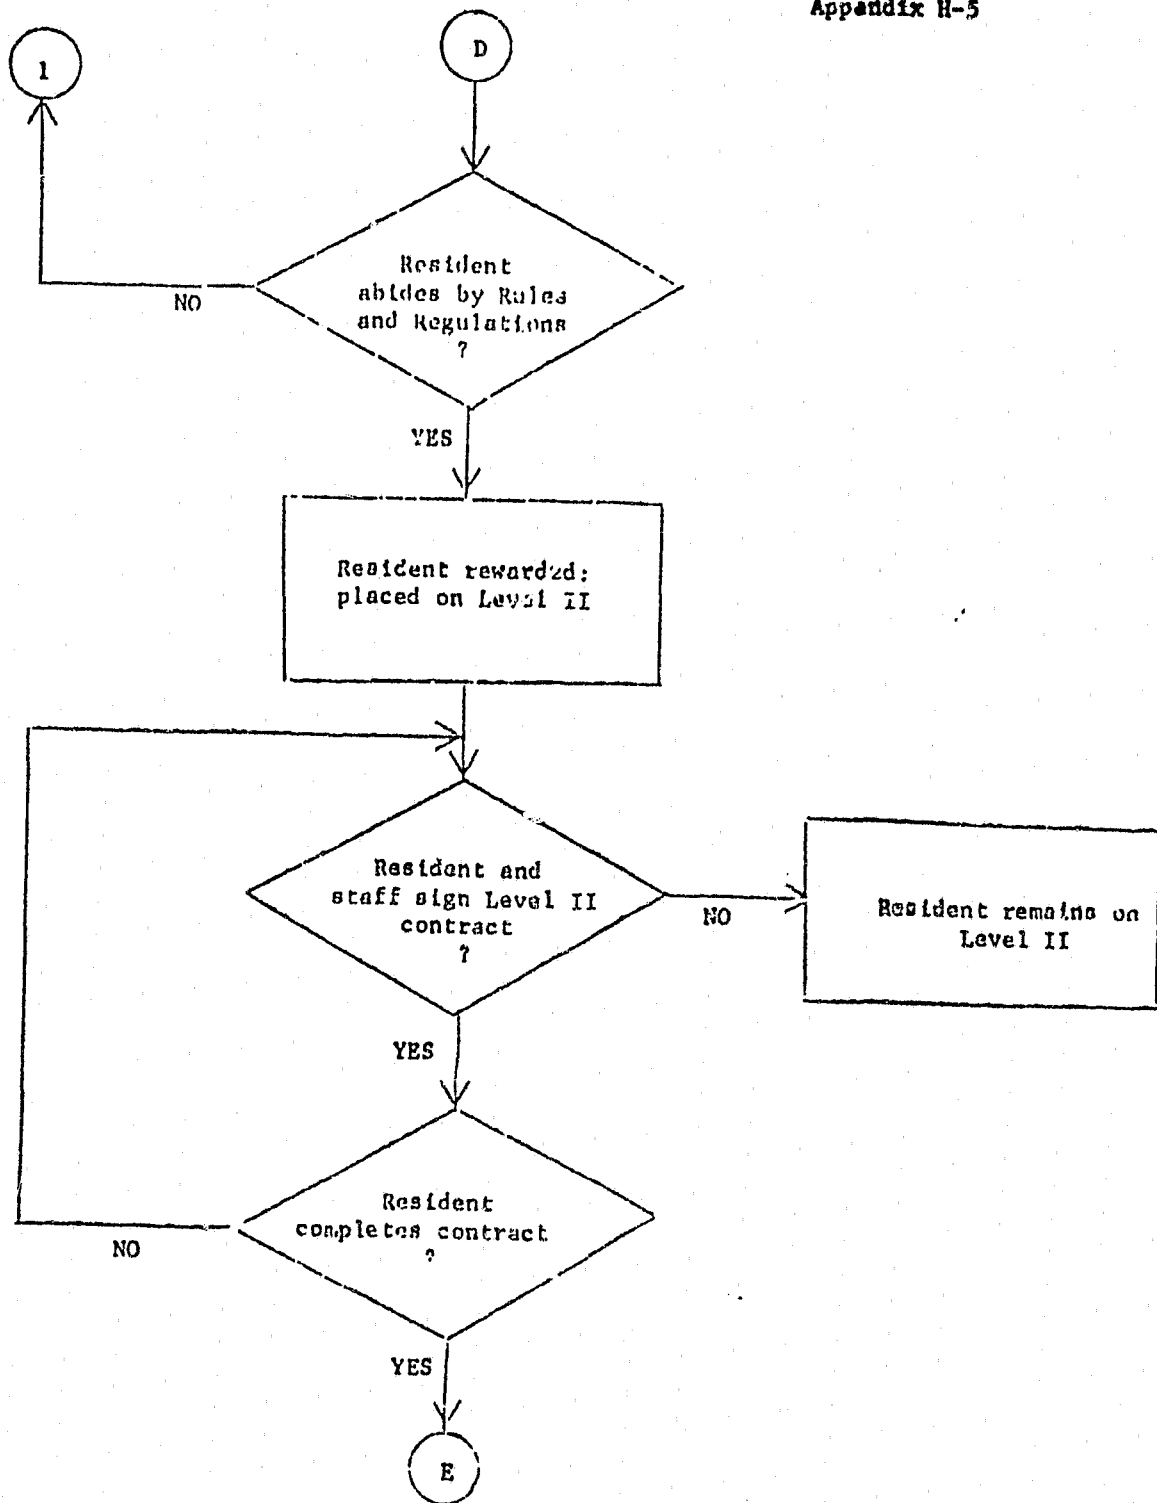 Appendix H-5
1
D
Resident
abides by Rules
and Regulations
?
NO
YES
Resident rewarded:
placed on Level II
Resident and
staff sign Level II
contract
?
NO
Resident remains on
Level II
YES
Resident
completes contract
?
NO
YES
E